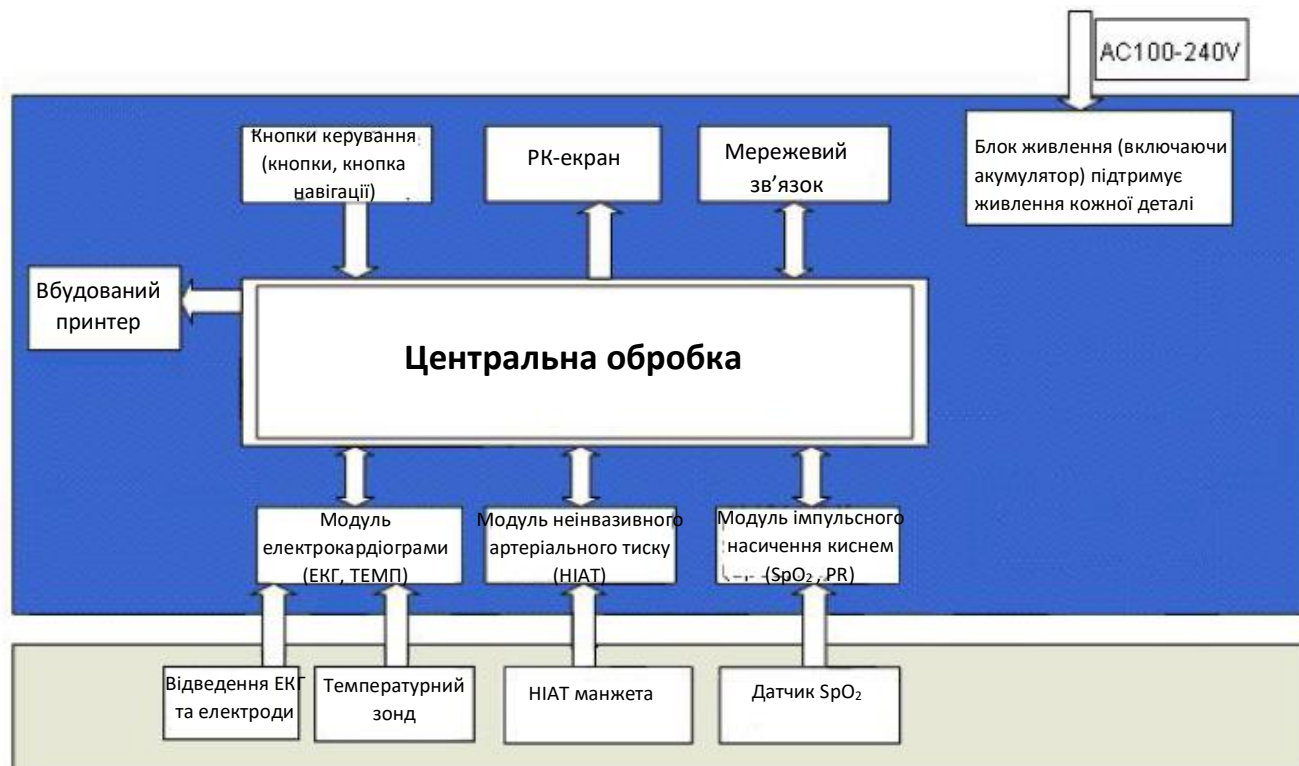 AC100-240V
Кнопки керування
(кнопки, кнопка
навігації)
РК-екран
Мережевий
зв’язок
Блок живлення (включаючи
акумулятор) підтримує
живлення кожної деталі
Вбудований
принтер
Центральна обробка
Модуль
електрокардіограми
(ЕКГ, ТЕМП)
Модуль неінвазивного
артеріального тиску
(НІАТ)
Модуль імпульсного
насичення киснем
(SpO₂ , PR)
Відведення ЕКГ
та електроди
Температурний
зонд
НІАТ манжета
Датчик SpO₂